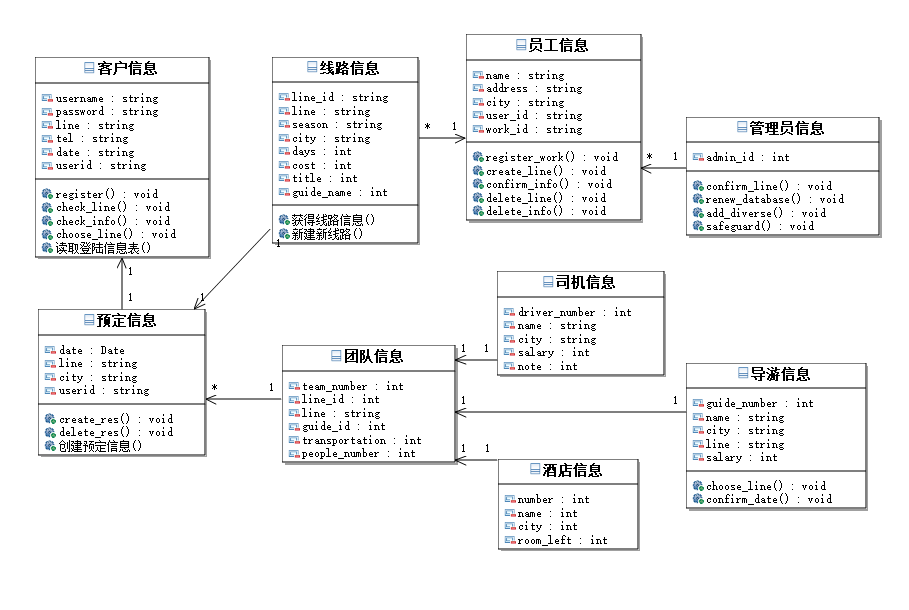 客户信息
username : string
password : string
line : string
tel : string
date : string
userid : string
register() : void
check_line() : void
check_info() : void
choose_line() : void
读取登陆信息表()
线路信息
line_id : string
line : string
season : string
city : string
days : int
cost : int
title : int
guide_name : int
获得线路信息()
新建新线路()
员工信息
name : string
address : string
city : string
user_id : string
work_id : string
register_work() : void
create_line() : void
confirm_info() : void
delete_line() : void
delete_info() : void
管理员信息
admin_id : int
confirm_line() : void
renew_database() : void
add_diverse() : void
safeguard() : void
* 1
* 1
1
1
1
1
预定信息
date : Date
line : string
city : string
userid : string
create_res() : void
delete_res() : void
创建预定信息()
* 1
团队信息
team_number : int
line_id : int
line : string
guide_id : int
transportation : int
people_number : int
1 1
1 1
1 1
司机信息
driver_number : int
name : string
city : string
salary : int
note : int
导游信息
guide_number : int
name : string
city : string
line : string
salary : int
choose_line() : void
confirm_date() : void
酒店信息
number : int
name : int
city : int
room_left : int